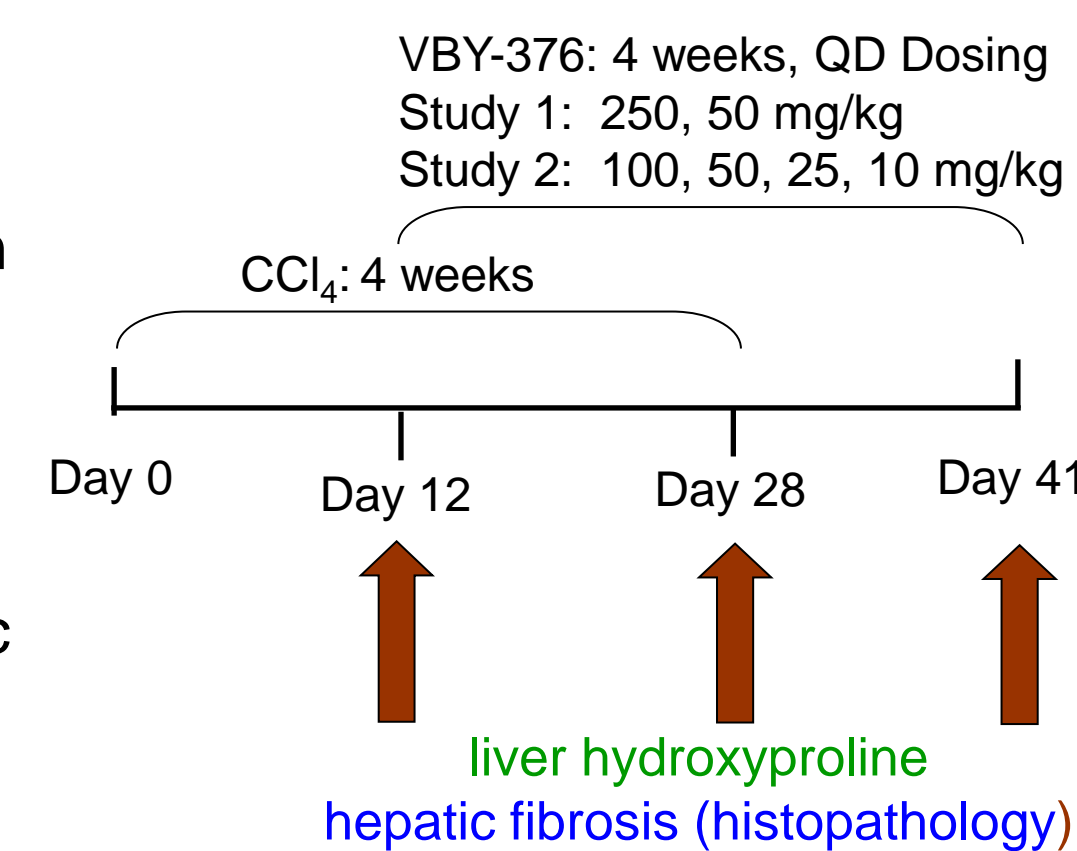 VBY-376: 4 weeks, QD Dosing
Study 1: 250, 50 mg/kg
Study 2: 100, 50, 25, 10 mg/kg
CCl₄: 4 weeks
Day 0
Day 12
Day 28
Day 41
liver hydroxyproline
hepatic fibrosis (histopathology)